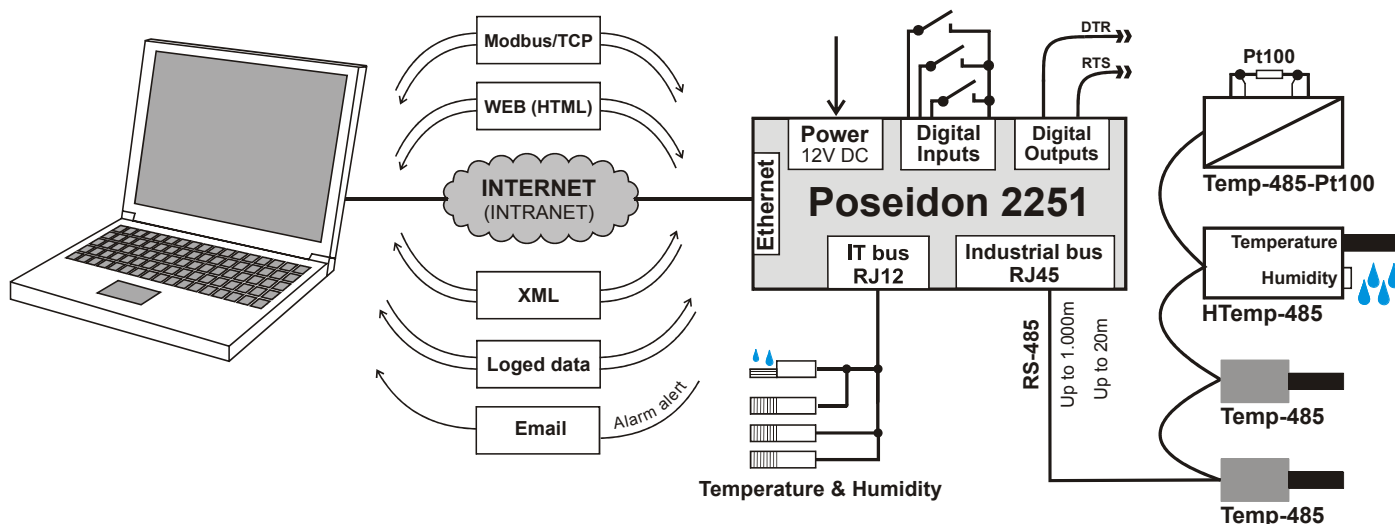 Modbus/TCP
WEB (HTML)
INTERNET
(INTRANET)
XML
Loged data
Email
Alarm alert
DTR
RTS
Power
12V DC
Digital
Inputs
Digital
Outputs
Ethernet
Poseidon 2251
IT bus
RJ12
Industrial bus
RJ45
RS-485
Up to 1.000m
Up to 20m
Temperature & Humidity
Pt100
Temp-485-Pt100
Temperature
Humidity
HTemp-485
Temp-485
Temp-485